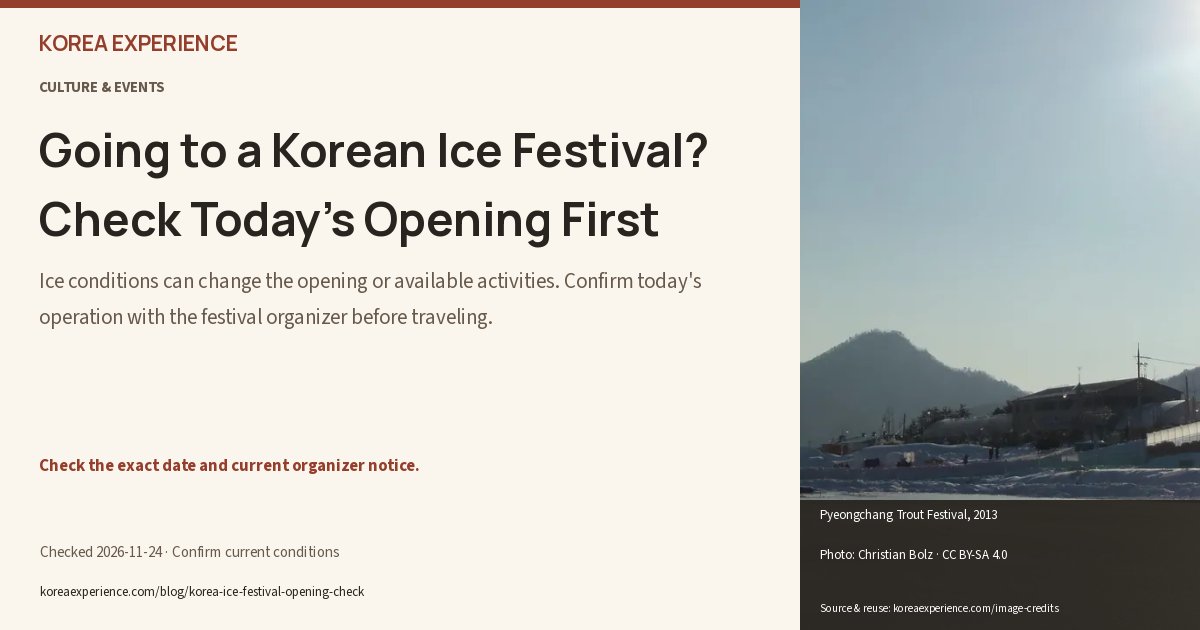 KOREA EXPERIENCE
CULTURE & EVENTS
Going to a Korean Ice Festival?
Check Today’s Opening First
Ice conditions can change the opening or available activities. Confirm today's
operation with the festival organizer before traveling.
Check the exact date and current organizer notice.
Checked 2026-11-24 · Confirm current conditions
koreaexperience.com/blog/korea-ice-festival-opening-check
Pyeongchang Trout Festival, 2013
Photo: Christian Bolz · CC BY-SA 4.0
Source & reuse: koreaexperience.com/image-credits